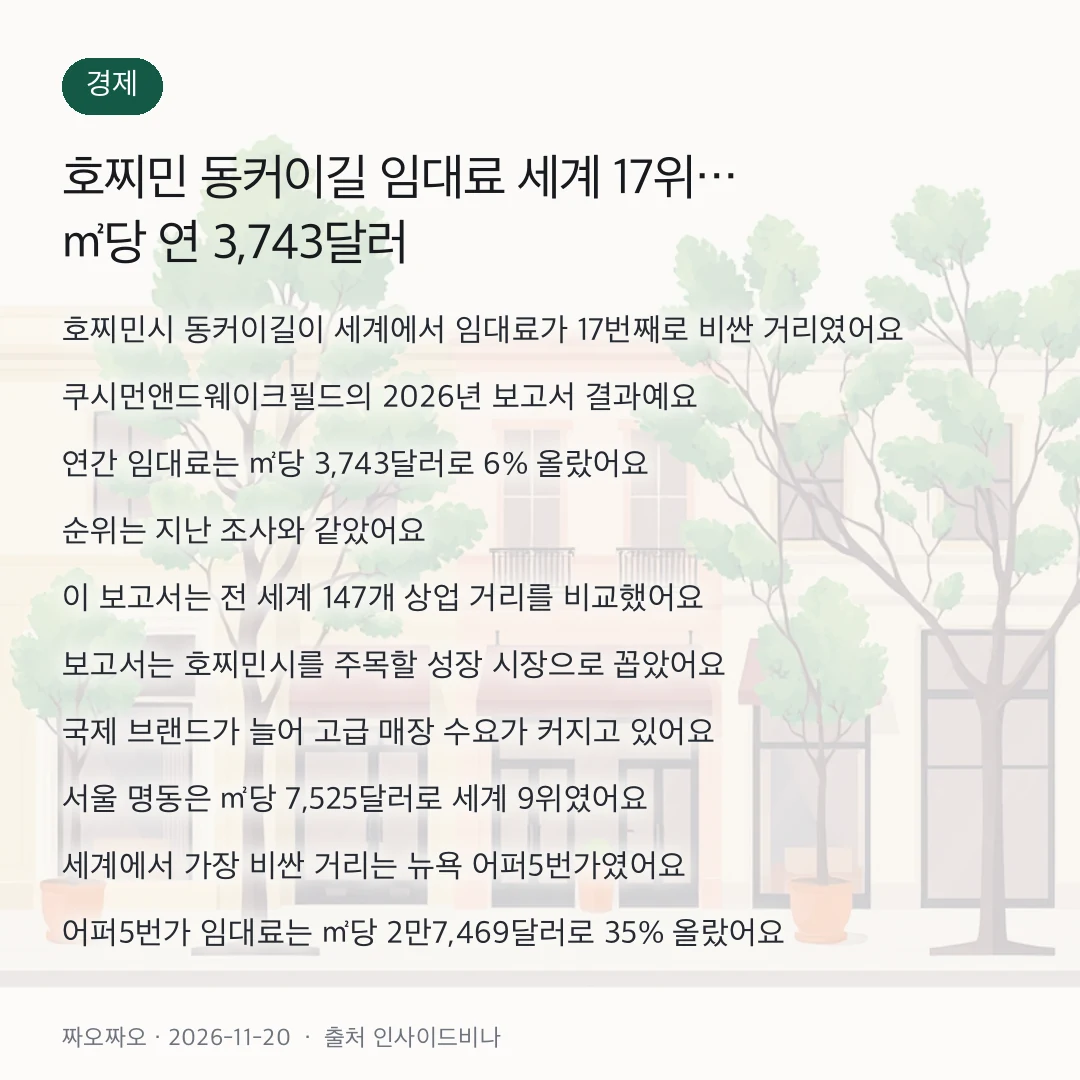 경제
호찌민 동커이길 임대료 세계 17위…
㎡당 연 3,743달러
호찌민시 동커이길이 세계에서 임대료가 17번째로 비싼 거리였어요
쿠시먼앤드웨이크필드의 2026년 보고서 결과예요
연간 임대료는 ㎡당 3,743달러로 6% 올랐어요
순위는 지난 조사와 같았어요
이 보고서는 전 세계 147개 상업 거리를 비교했어요
보고서는 호찌민시를 주목할 성장 시장으로 꼽았어요
국제 브랜드가 늘어 고급 매장 수요가 커지고 있어요
서울 명동은 ㎡당 7,525달러로 세계 9위였어요
세계에서 가장 비싼 거리는 뉴욕 어퍼5번가였어요
어퍼5번가 임대료는 ㎡당 2만7,469달러로 35% 올랐어요
짜오짜오 · 2026-11-20 · 출처 인사이드비나